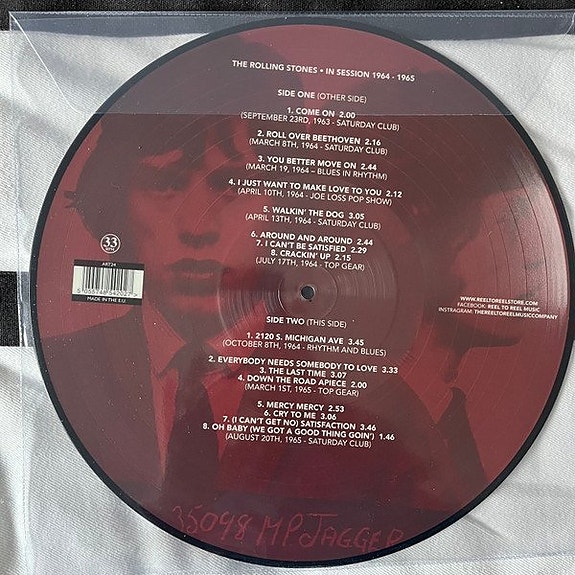 THE ROLLING STONES • IN SESSION 1964 - 1965
SIDE ONE (OTHER SIDE)
1. COME ON 2.00
(SEPTEMBER 23RD, 1963 - SATURDAY CLUB)
2. ROLL OVER BEETHOVEN 2.16
(MARCH 8TH, 1964 - SATURDAY CLUB)
3. YOU BETTER MOVE ON 2.44
(MARCH 19, 1964 – BLUES IN RHYTHM)
4. I JUST WANT TO MAKE LOVE TO YOU 2.12
(APRIL 10TH, 1964 - JOE LOSS POP SHOW)
5. WALKIN' THE DOG 3.05
(APRIL 13TH, 1964 - SATURDAY CLUB)
6. AROUND AND AROUND 2.44
7. I CAN'T BE SATISFIED 2.29
8. CRACKIN' UP 2.15
(JULY 17TH, 1964 - TOP GEAR)
33
RPM
AR724
MADE IN THE E.U.
WWW.REELTOREELSTORE.COM
FACEBOOK: REEL TO REEL MUSIC
INSTRAGRAM: THEREELTOREELMUSICCOMPANY
SIDE TWO (THIS SIDE)
1. 2120 S. MICHIGAN AVE 3.45
(OCTOBER 8TH, 1964 - RHYTHM AND BLUES)
2. EVERYBODY NEEDS SOMEBODY TO LOVE 3.33
3. THE LAST TIME 3.07
4. DOWN THE ROAD APIECE 2.00
(MARCH 1ST, 1965 - TOP GEAR)
5. MERCY MERCY 2.53
6. CRY TO ME 3.06
7. (I CAN'T GET NO) SATISFACTION 3.46
8. OH BABY (WE GOT A GOOD THING GOIN') 1.46
(AUGUST 20TH, 1965 - SATURDAY CLUB)
35098 MP JAGGER